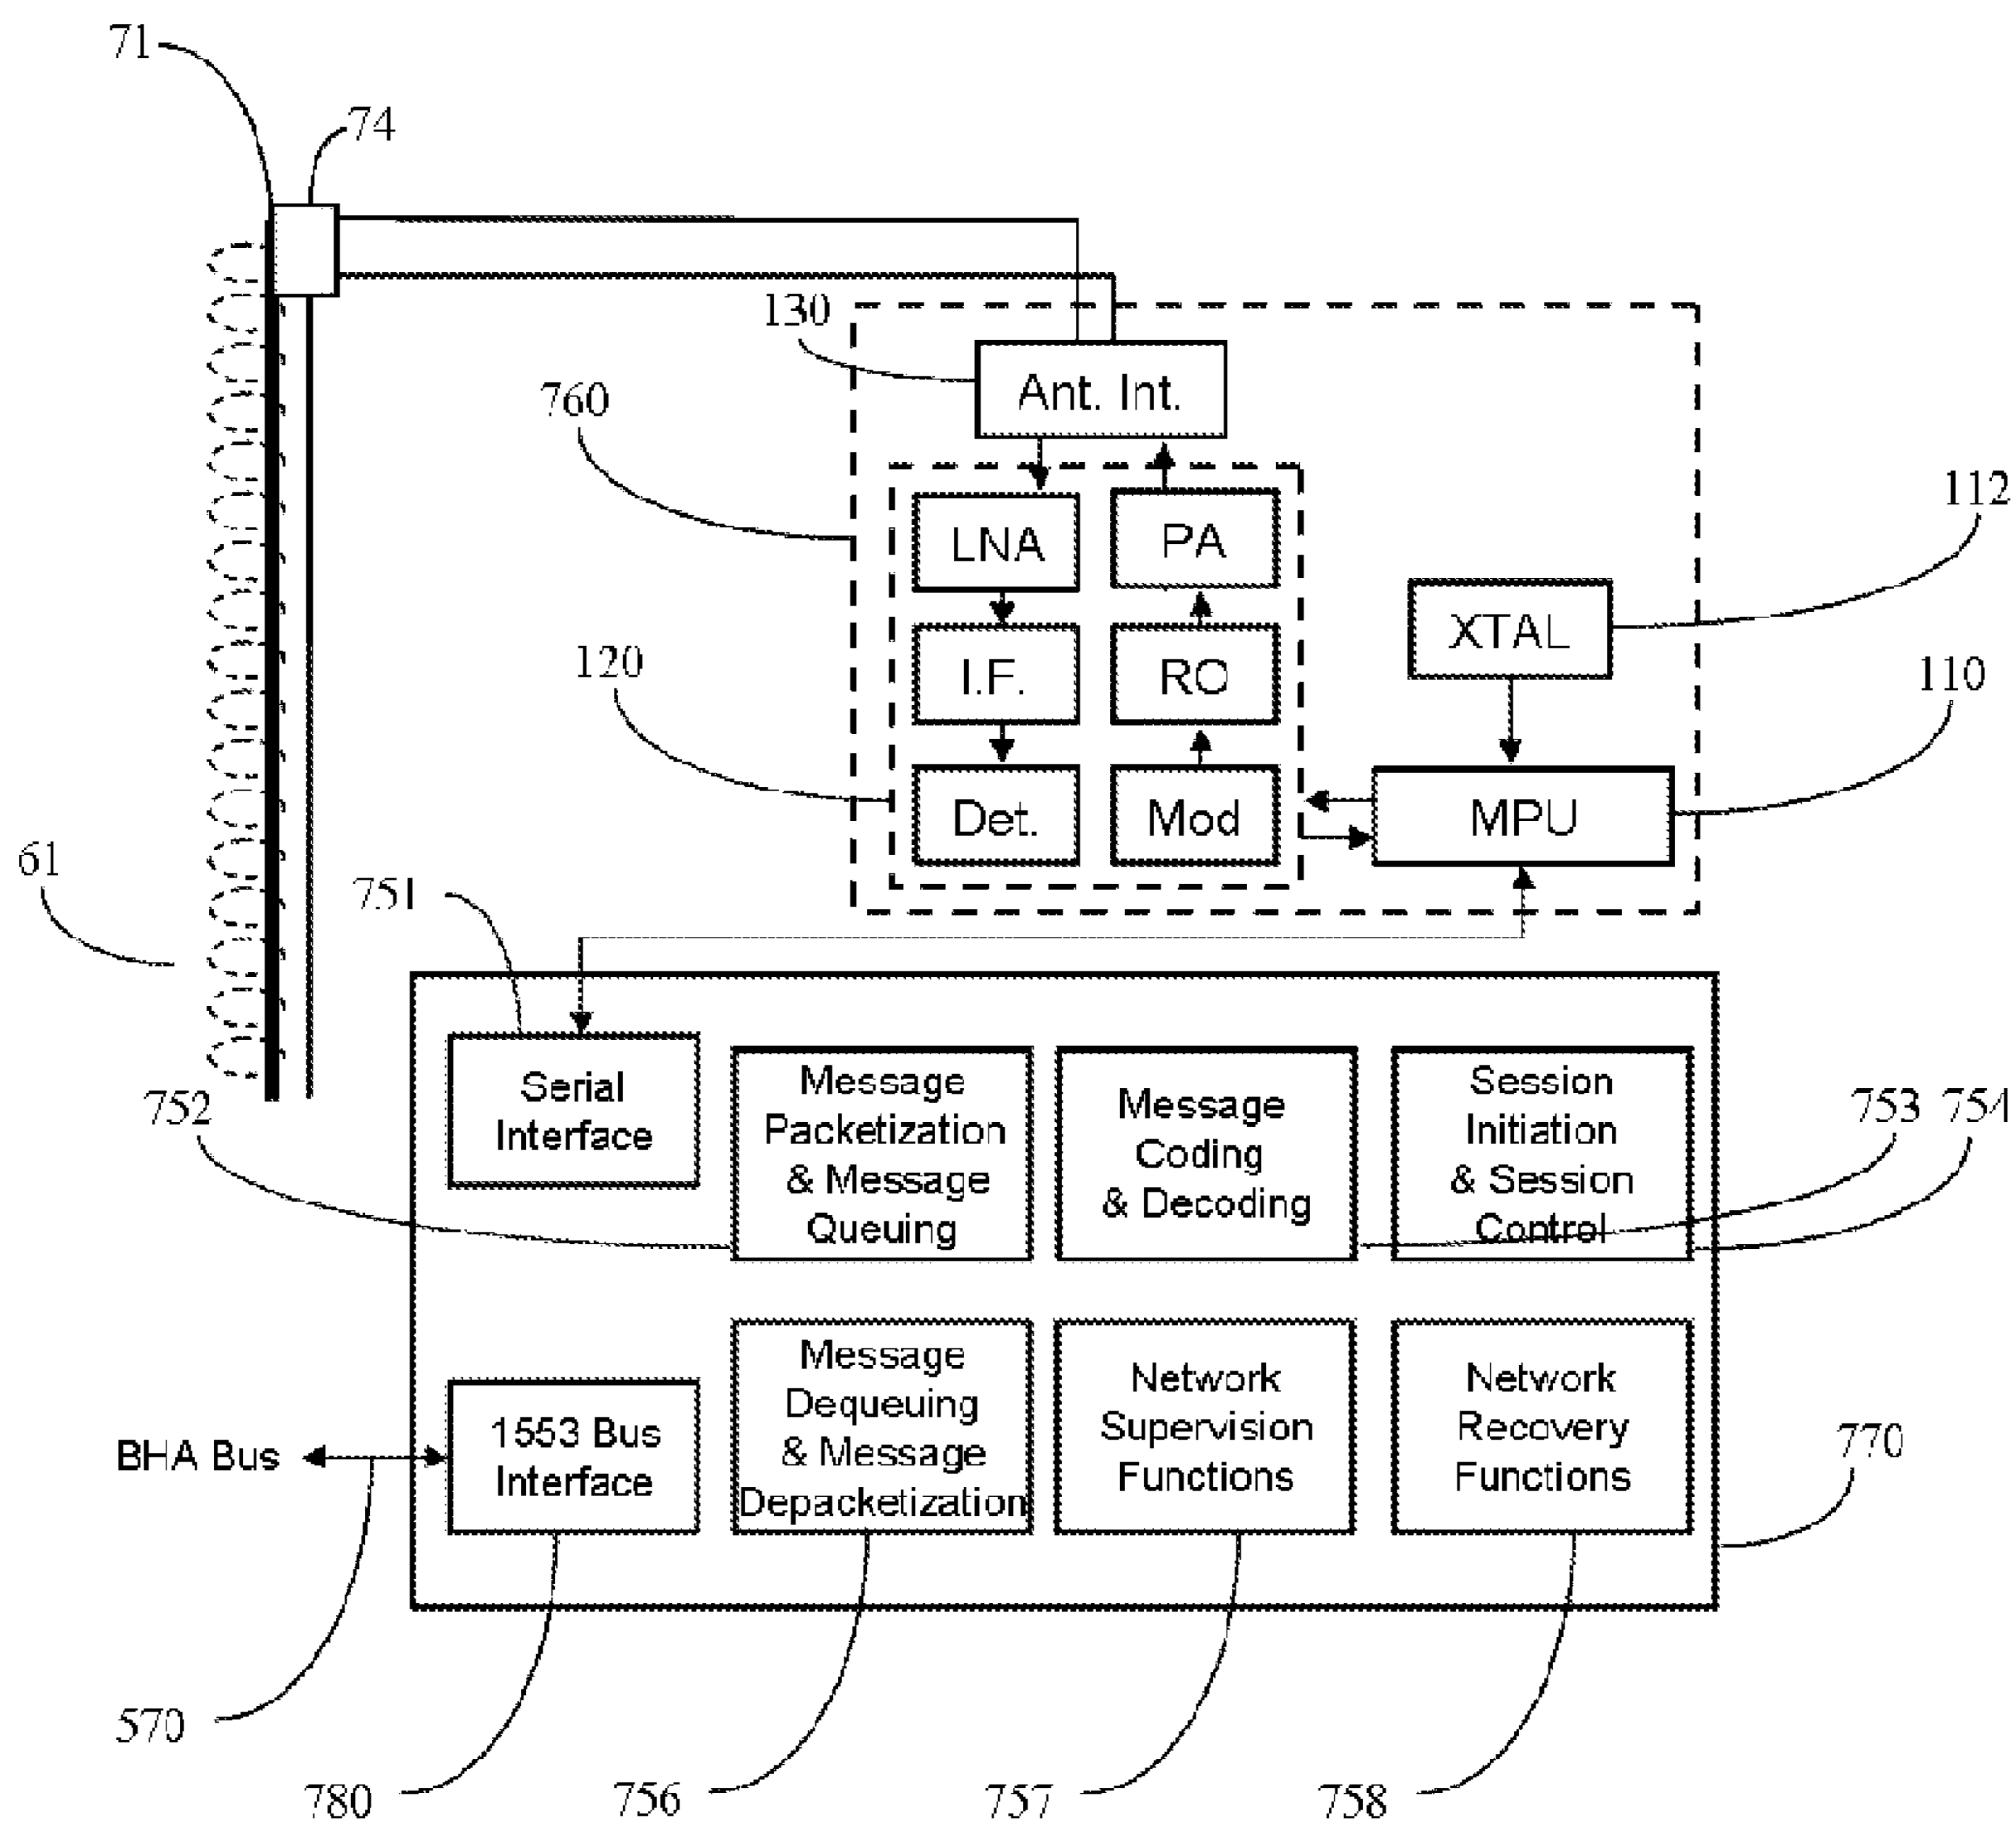 71
74
130
Ant. Int.
760
LNA
PA
112
XTAL
I.F.
RO
120
110
Det.
Mod
MPU
61
751
Serial
Interface
752
Message
Packetization
& Message
Queuing
Message
Coding
& Decoding
Session
Initiation
& Session
Control
753
754
BHA Bus
1553 Bus
Interface
Message
Dequeuing
& Message
Depacketization
Network
Supervision
Functions
Network
Recovery
Functions
770
570
780
756
757
758